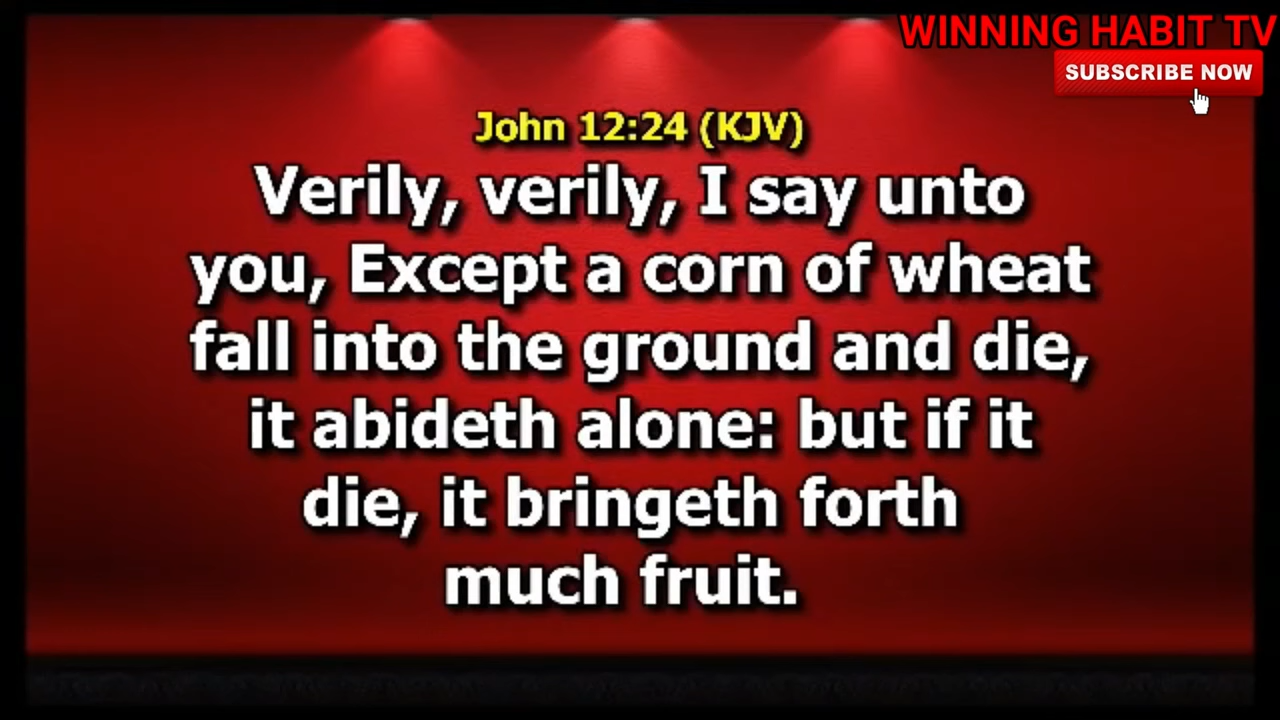 WINNING HABIT TV
SUBSCRIBE NOW
John 12:24 (KJV)
Verily, verily, I say unto
you, Except a corn of wheat
fall into the ground and die,
it abideth alone: but if it
die, it bringeth forth
much fruit.